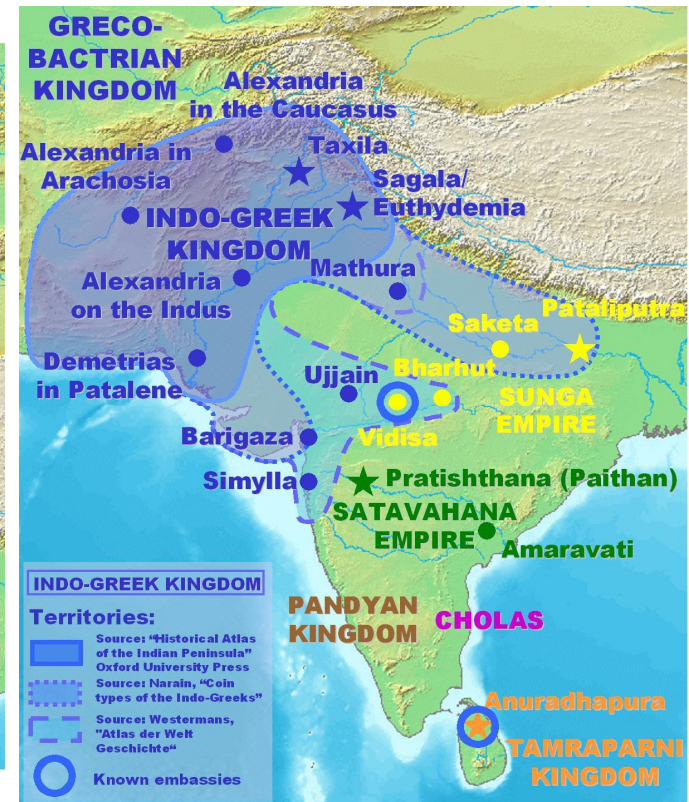 GRECO-
BACTRIAN
KINGDOM
Alexandria
in the Caucasus
Taxila
Alexandria in
Arachosia
Sagala/
Euthydemia
INDO-GREEK
KINGDOM
Mathura
Alexandria
on the Indus
Pataliputra
Saketa
Demetrias
in Patalene
Ujjain
Bharhut
SUNGA
EMPIRE
Vidisa
Barigaza
Simylla
Pratishthana (Paithan)
SATAVAHANA
EMPIRE
Amaravati
PANDYAN
KINGDOM
CHOLAS
Anuradhapura
TAMRAPARNI
KINGDOM
INDO-GREEK KINGDOM
Territories:
Source: “Historical Atlas
of the Indian Peninsula”
Oxford University Press
Source: Narain, “Coin
types of the Indo-Greeks”
Source: Westermans,
"Atlas der Welt
Geschichte“
Known embassies